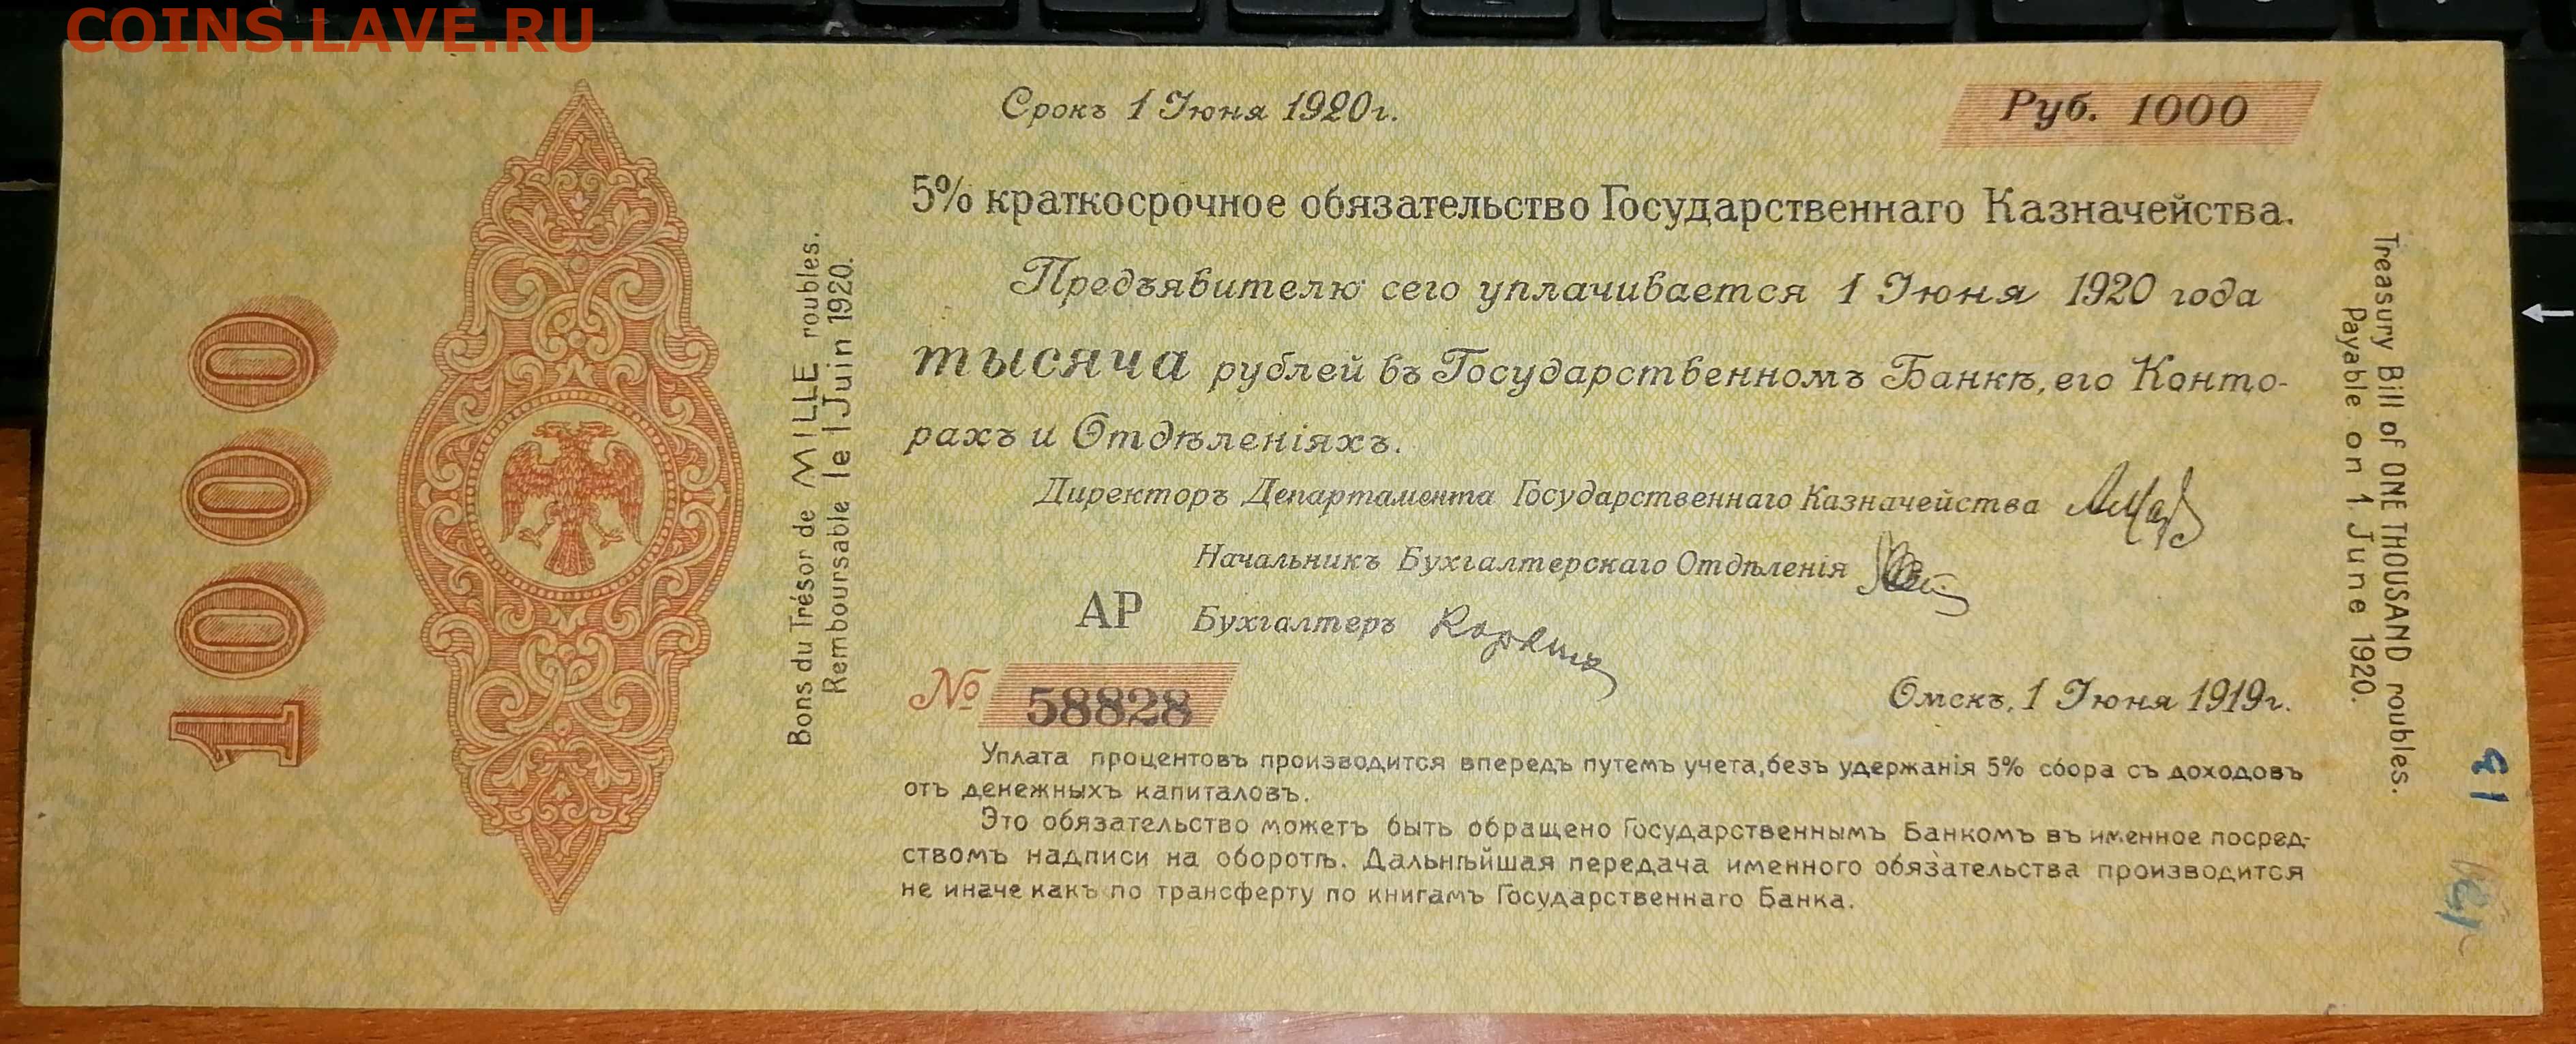 COINS.LAVE.RU
1000
Bons du Trésor de MILLE roubles.
Remboursable le 1 Juin 1920.
Срокъ 1 Іюня 1920г.
Руб. 1000
5% краткосрочное обязательство Государственнаго Казначейства.
Предъявителю сего уплачивается 1 Іюня 1920 года
тысяча рублей въ Государственномъ Банкѣ, его Конто-
рахъ и Отдѣленіяхъ.
Директоръ Департамента Государственнаго Казначейства
Начальникъ Бухгалтерскаго Отдѣленія
АР Бухгалтеръ
№ 58828
Омскъ, 1 Іюня 1919г.
Уплата процентовъ производится впередъ путемъ учета, безъ удержанія 5% сбора съ доходовъ
отъ денежныхъ капиталовъ.
Это обязательство можетъ быть обращено Государственнымъ Банкомъ въ именное посред-
ствомъ надписи на оборотѣ. Дальнѣйшая передача именного обязательства производится
не иначе какъ по трансферту по книгамъ Государственнаго Банка.
Treasury Bill of ONE THOUSAND roubles.
Payable on 1 June 1920.